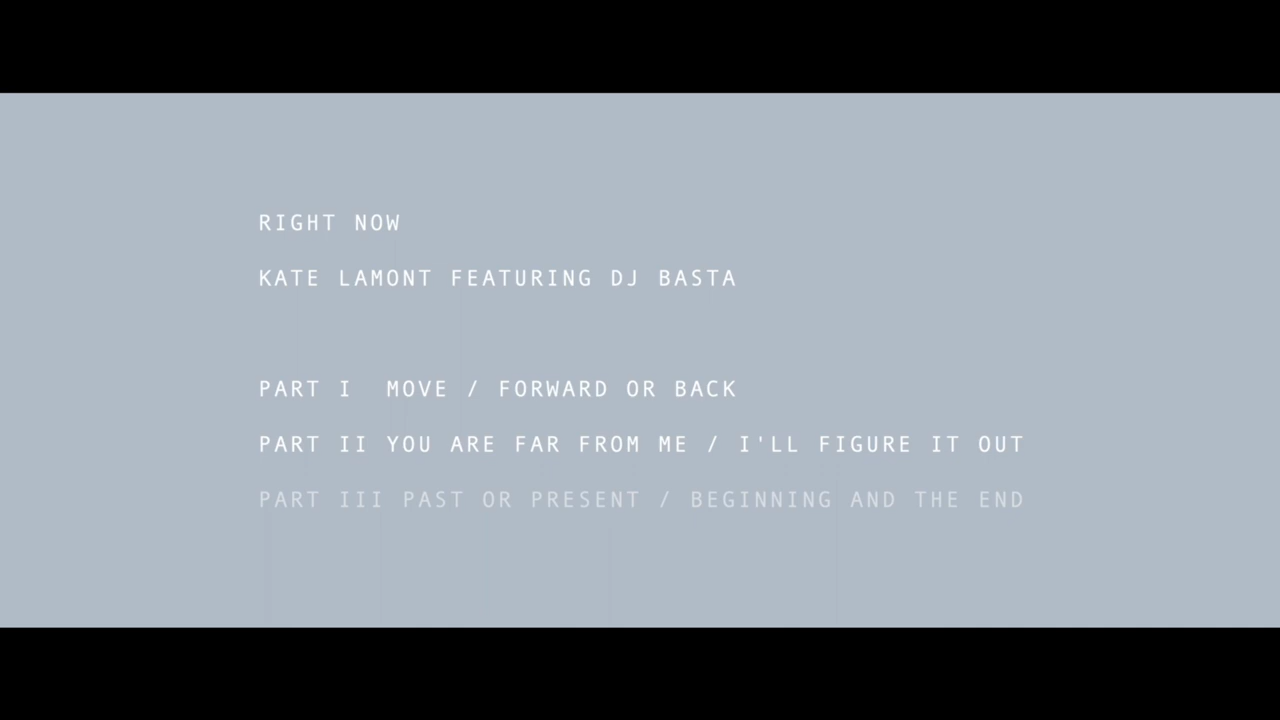 RIGHT NOW
KATE LAMONT FEATURING DJ BASTA
PART I  MOVE / FORWARD OR BACK
PART II YOU ARE FAR FROM ME / I'LL FIGURE IT OUT
PART III PAST OR PRESENT / BEGINNING AND THE END